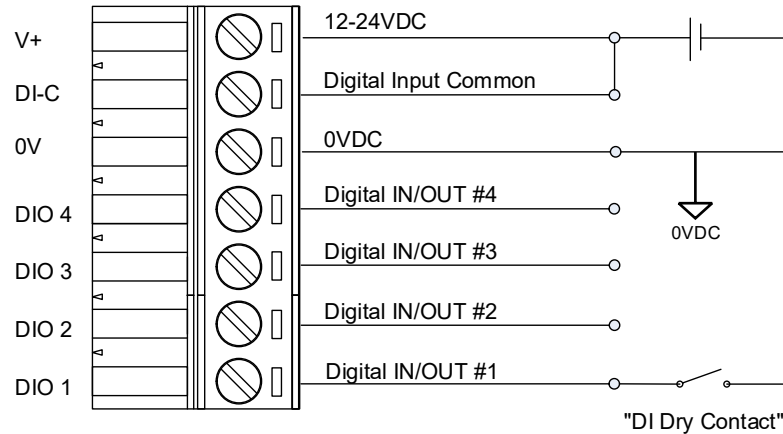 V+ 12-24VDC
DI-C Digital Input Common
0V 0VDC
DIO 4 Digital IN/OUT #4
0VDC
DIO 3 Digital IN/OUT #3
DIO 2 Digital IN/OUT #2
DIO 1 Digital IN/OUT #1
"DI Dry Contact"